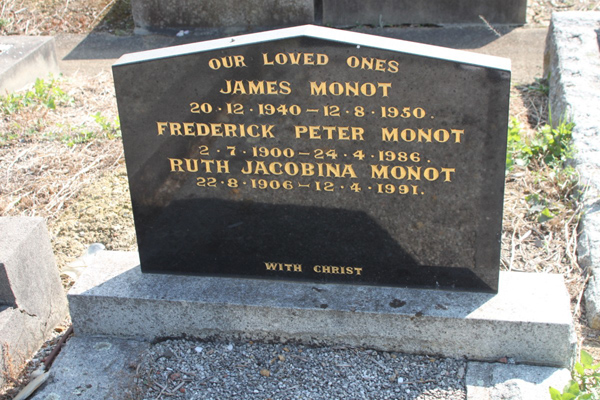 OUR LOVED ONES
JAMES MONOT
20·12·1940—12·8·1950.
FREDERICK PETER MONOT
2·7·1900—24·4·1986.
RUTH JACOBINA MONOT
22·8·1906—12·4·1991.
WITH CHRIST